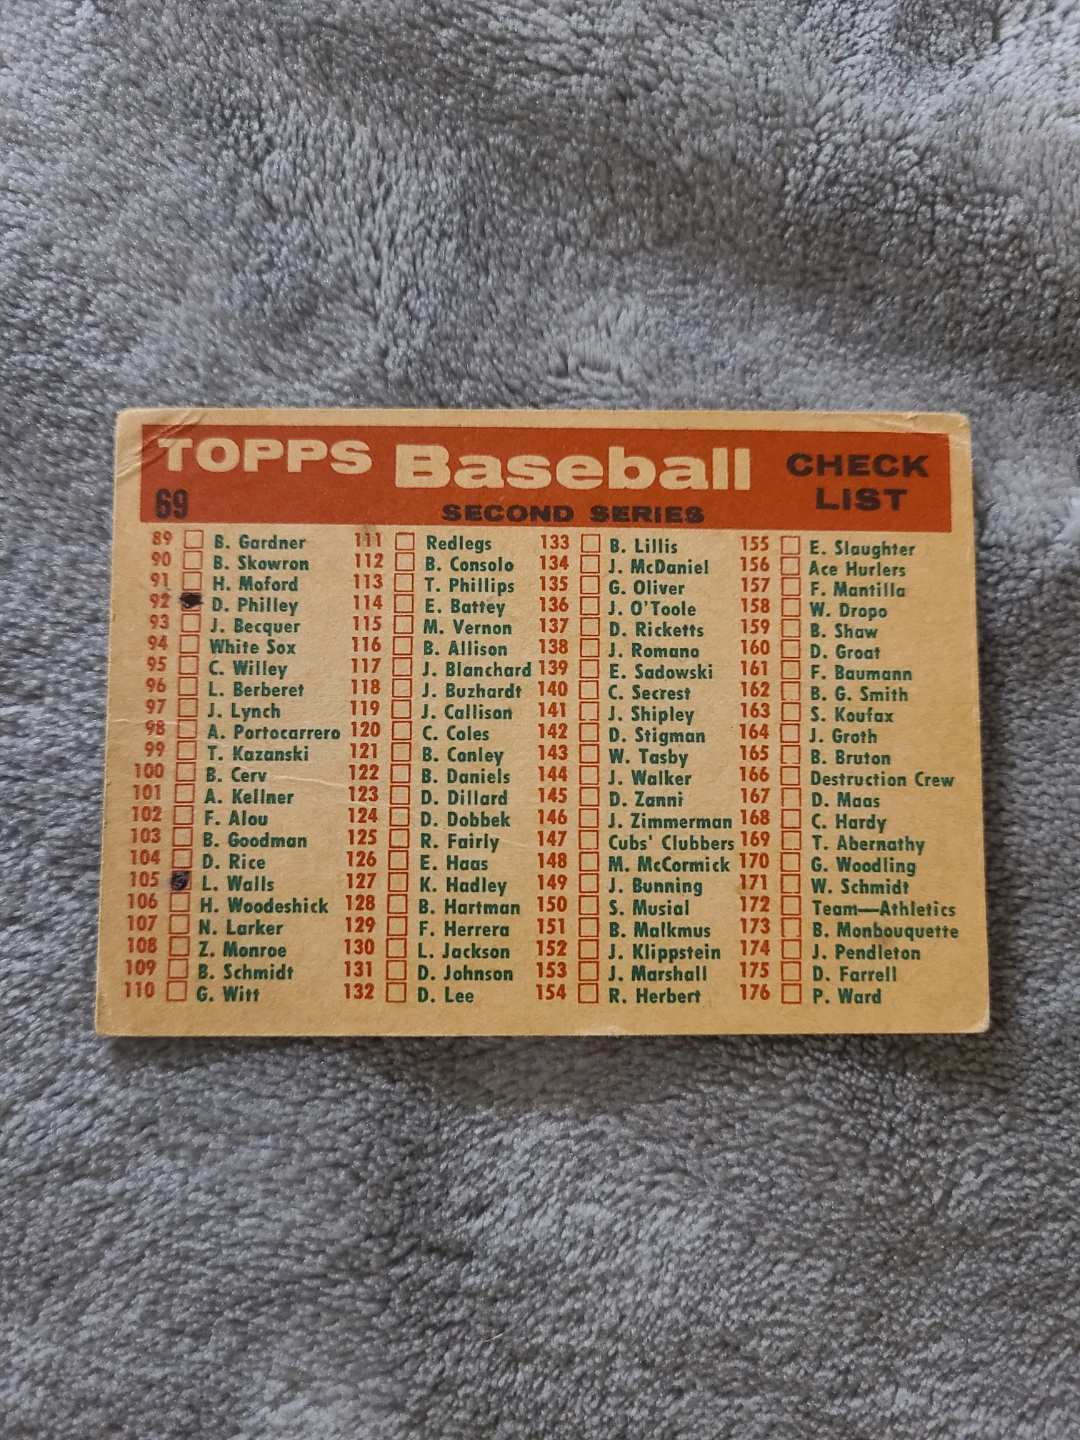 TOPPS Baseball CHECK LIST
69 SECOND SERIES
89 B. Gardner
90 B. Skowron
91 H. Moford
92 D. Philley
93 J. Becquer
94 White Sox
95 C. Willey
96 L. Berberet
97 J. Lynch
98 A. Portocarrero
99 T. Kazanski
100 B. Cerv
101 A. Kellner
102 F. Alou
103 B. Goodman
104 D. Rice
105 L. Walls
106 H. Woodeshick
107 N. Larker
108 Z. Monroe
109 B. Schmidt
110 G. Witt
111 Redlegs
112 B. Consolo
113 T. Phillips
114 E. Battey
115 M. Vernon
116 B. Allison
117 J. Blanchard
118 J. Buzhardt
119 J. Callison
120 C. Coles
121 B. Conley
122 B. Daniels
123 D. Dillard
124 D. Dobbek
125 R. Fairly
126 E. Haas
127 K. Hadley
128 B. Hartman
129 F. Herrera
130 L. Jackson
131 D. Johnson
132 D. Lee
133 B. Lillis
134 J. McDaniel
135 G. Oliver
136 J. O'Toole
137 D. Ricketts
138 J. Romano
139 E. Sadowski
140 C. Secrest
141 J. Shipley
142 D. Stigman
143 W. Tasby
144 J. Walker
145 D. Zanni
146 J. Zimmerman
147 Cubs' Clubbers
148 M. McCormick
149 J. Bunning
150 S. Musial
151 B. Malkmus
152 J. Klippstein
153 J. Marshall
154 R. Herbert
155 E. Slaughter
156 Ace Hurlers
157 F. Mantilla
158 W. Dropo
159 B. Shaw
160 D. Groat
161 F. Baumann
162 B. G. Smith
163 S. Koufax
164 J. Groth
165 B. Bruton
166 Destruction Crew
167 D. Maas
168 C. Hardy
169 T. Abernathy
170 G. Woodling
171 W. Schmidt
172 Team—Athletics
173 B. Monbouquette
174 J. Pendleton
175 D. Farrell
176 P. Ward